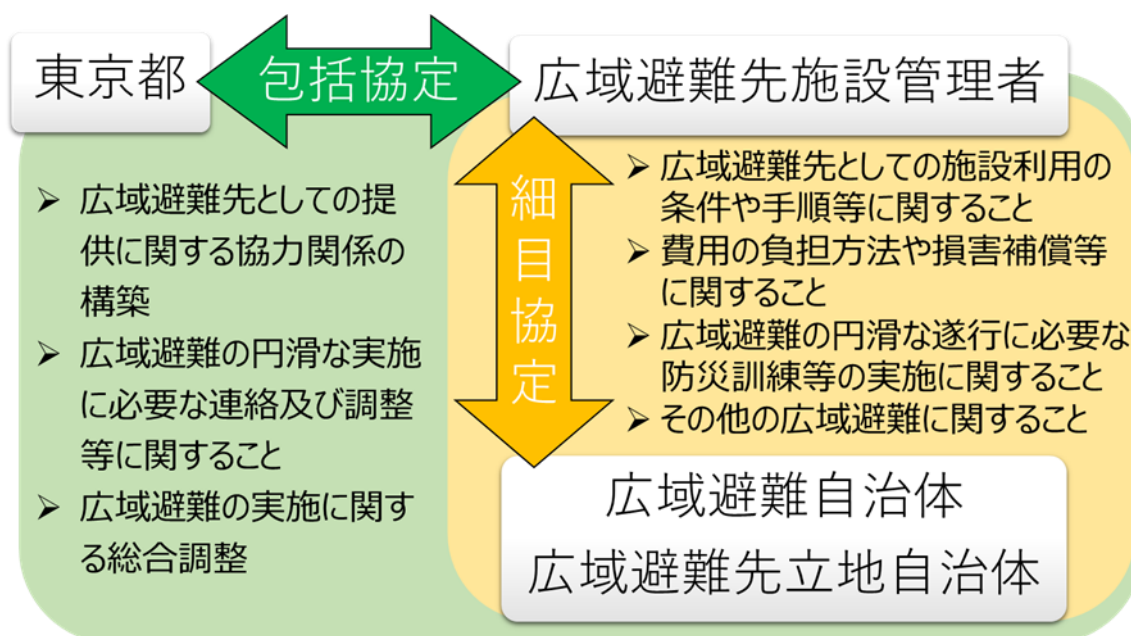 東京都
包括協定
広域避難先施設管理者
➢ 広域避難先としての提
供に関する協力関係の
構築
➢ 広域避難の円滑な実施
に必要な連絡及び調整
等に関すること
➢ 広域避難の実施に関す
る総合調整
細目協定
➢ 広域避難先としての施設利用の
条件や手順等に関すること
➢ 費用の負担方法や損害補償等
に関すること
➢ 広域避難の円滑な遂行に必要な
防災訓練等の実施に関すること
➢ その他の広域避難に関すること
広域避難自治体
広域避難先立地自治体